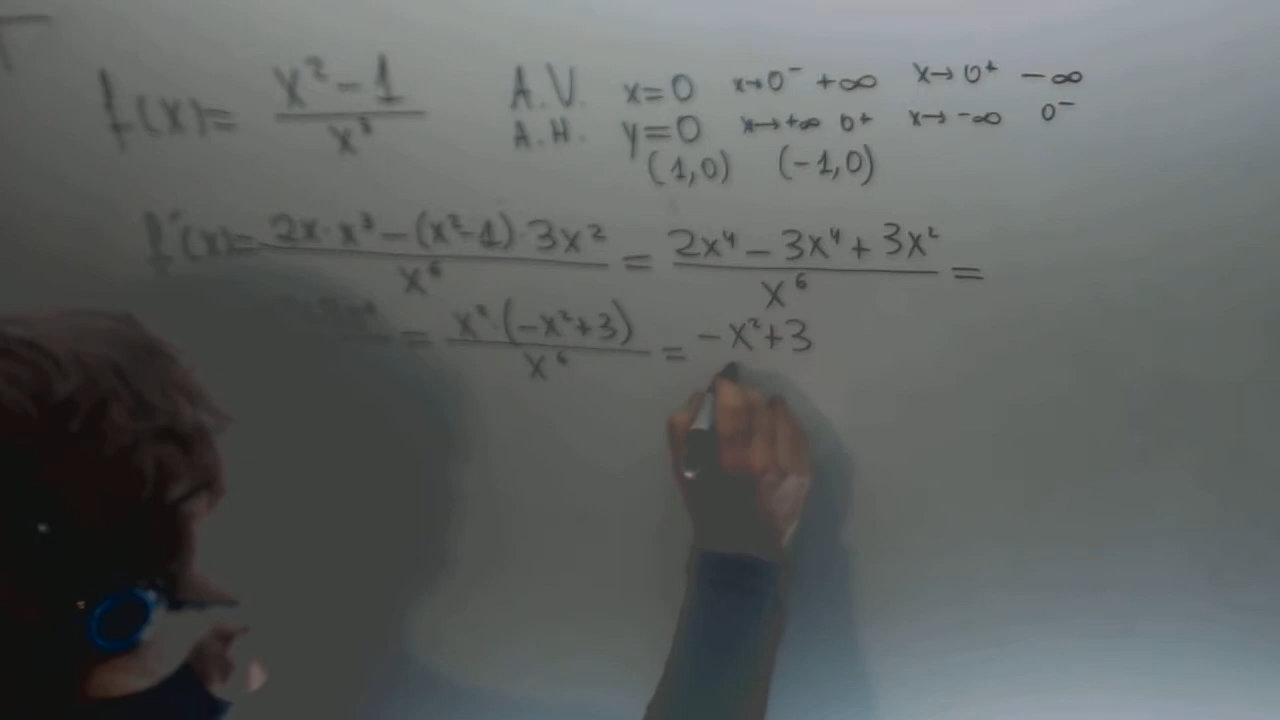 f(x)= x²-1 / x³ A.V. x=0 x→0⁻ +∞ x→0⁺ -∞
A.H. y=0 x→+∞ 0⁺ x→-∞ 0⁻
(1,0) (-1,0)
f'(x)= 2x·x³-(x²-1)·3x² / x⁶ = 2x⁴-3x⁴+3x² / x⁶ =
= x²·(-x²+3) / x⁶ = -x²+3